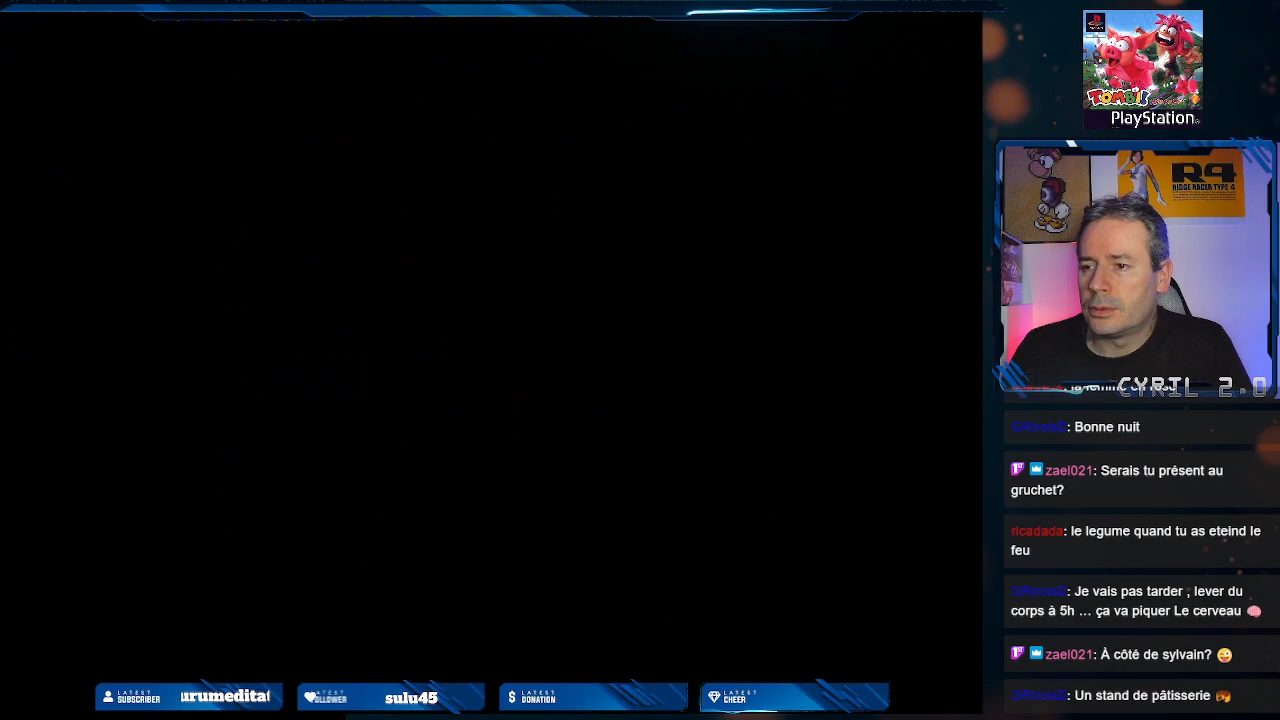 TOMBI!
PlayStation
R4
RIDGE RACER TYPE 4
CYRIL 2.0
Bonne nuit
zael021: Serais tu présent au
gruchet?
ricadada: le legume quand tu as eteind le
feu
Je vais pas tarder , lever du
corps à 5h … ça va piquer Le cerveau 🧠
zael021: À côté de sylvain? 😜
Un stand de pâtisserie
LATEST
SUBSCRIBER
urumeditat
LATEST
FOLLOWER
sulu45
LATEST
DONATION
LATEST
CHEER